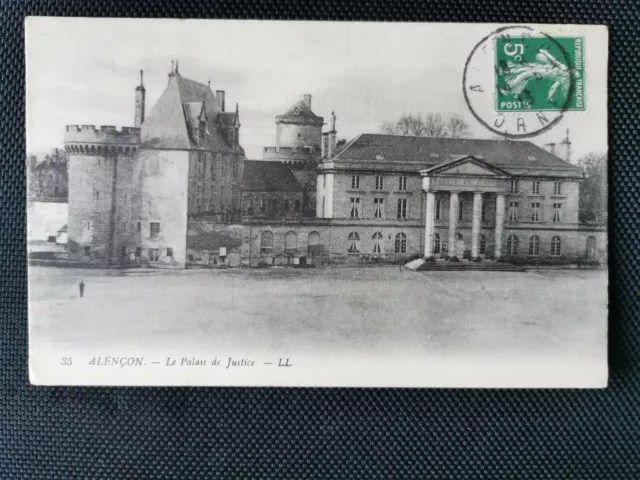 5c
REPUBLIQUE FRANÇAISE
POSTES
35 ALENÇON. — Le Palais de Justice — LL